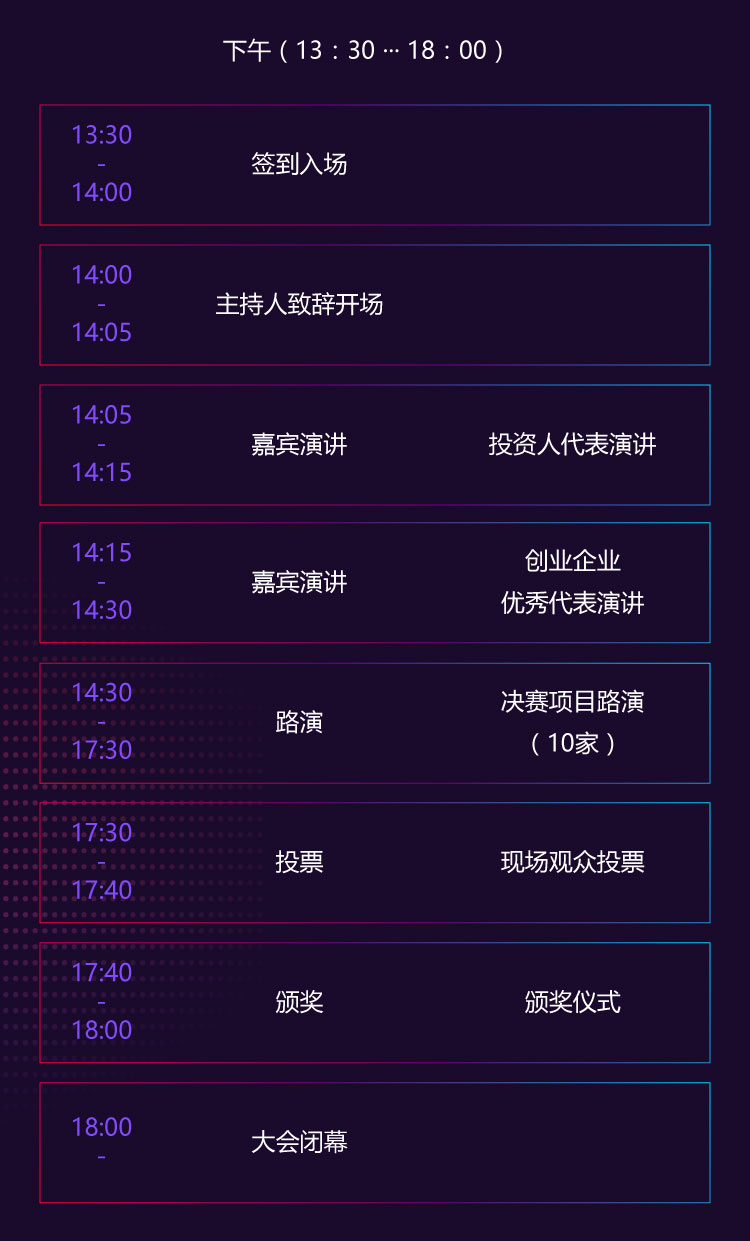 下午（13：30 ··· 18：00）
13:30
-
14:00
签到入场
14:00
-
14:05
主持人致辞开场
14:05
-
14:15
嘉宾演讲
投资人代表演讲
14:15
-
14:30
嘉宾演讲
创业企业
优秀代表演讲
14:30
-
17:30
路演
决赛项目路演
（10家）
17:30
-
17:40
投票
现场观众投票
17:40
-
18:00
颁奖
颁奖仪式
18:00
-
大会闭幕